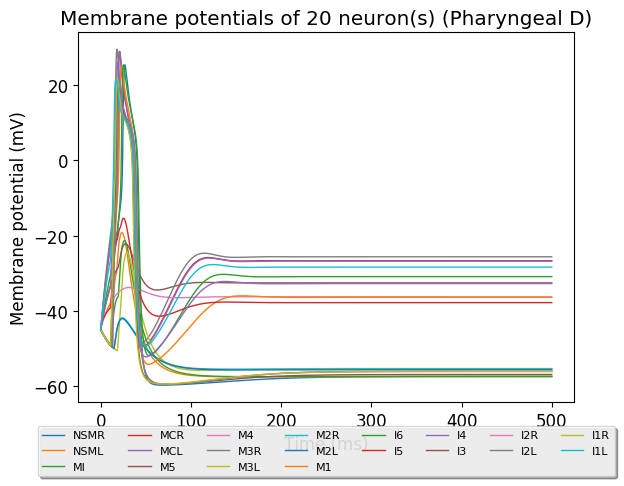 Membrane potentials of 20 neuron(s) (Pharyngeal D)
Membrane potential (mV)
20
0
−20
−40
−60
0 100 200 300 400 500
Time (ms)
NSMR MCR M4 M2R I6 I4 I2R I1R
NSML MCL M3R M2L I5 I3 I2L I1L
MI M5 M3L M1